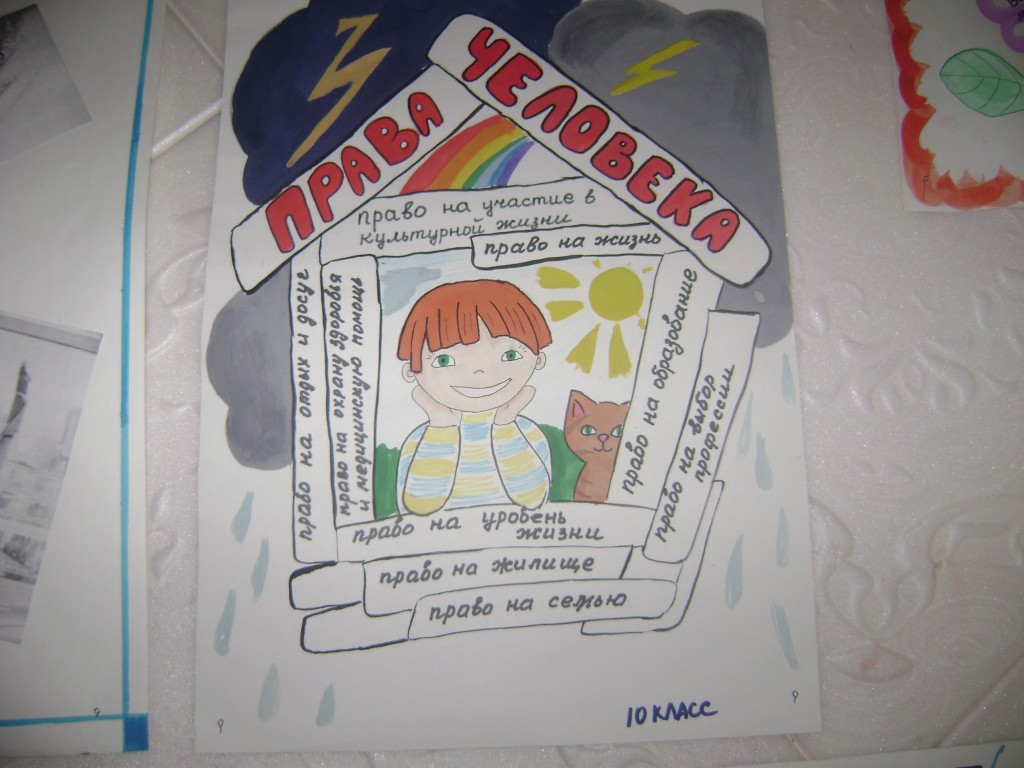 ПРАВА
ЧЕЛОВЕКА
право на участие в
культурной жизни
право на жизнь
право на отдых и досуг
право на охрану здоровья
и медицинскую помощь
право на образование
право на выбор
профессии
право на уровень
жизни
право на жилище
право на семью
10 КЛАСС